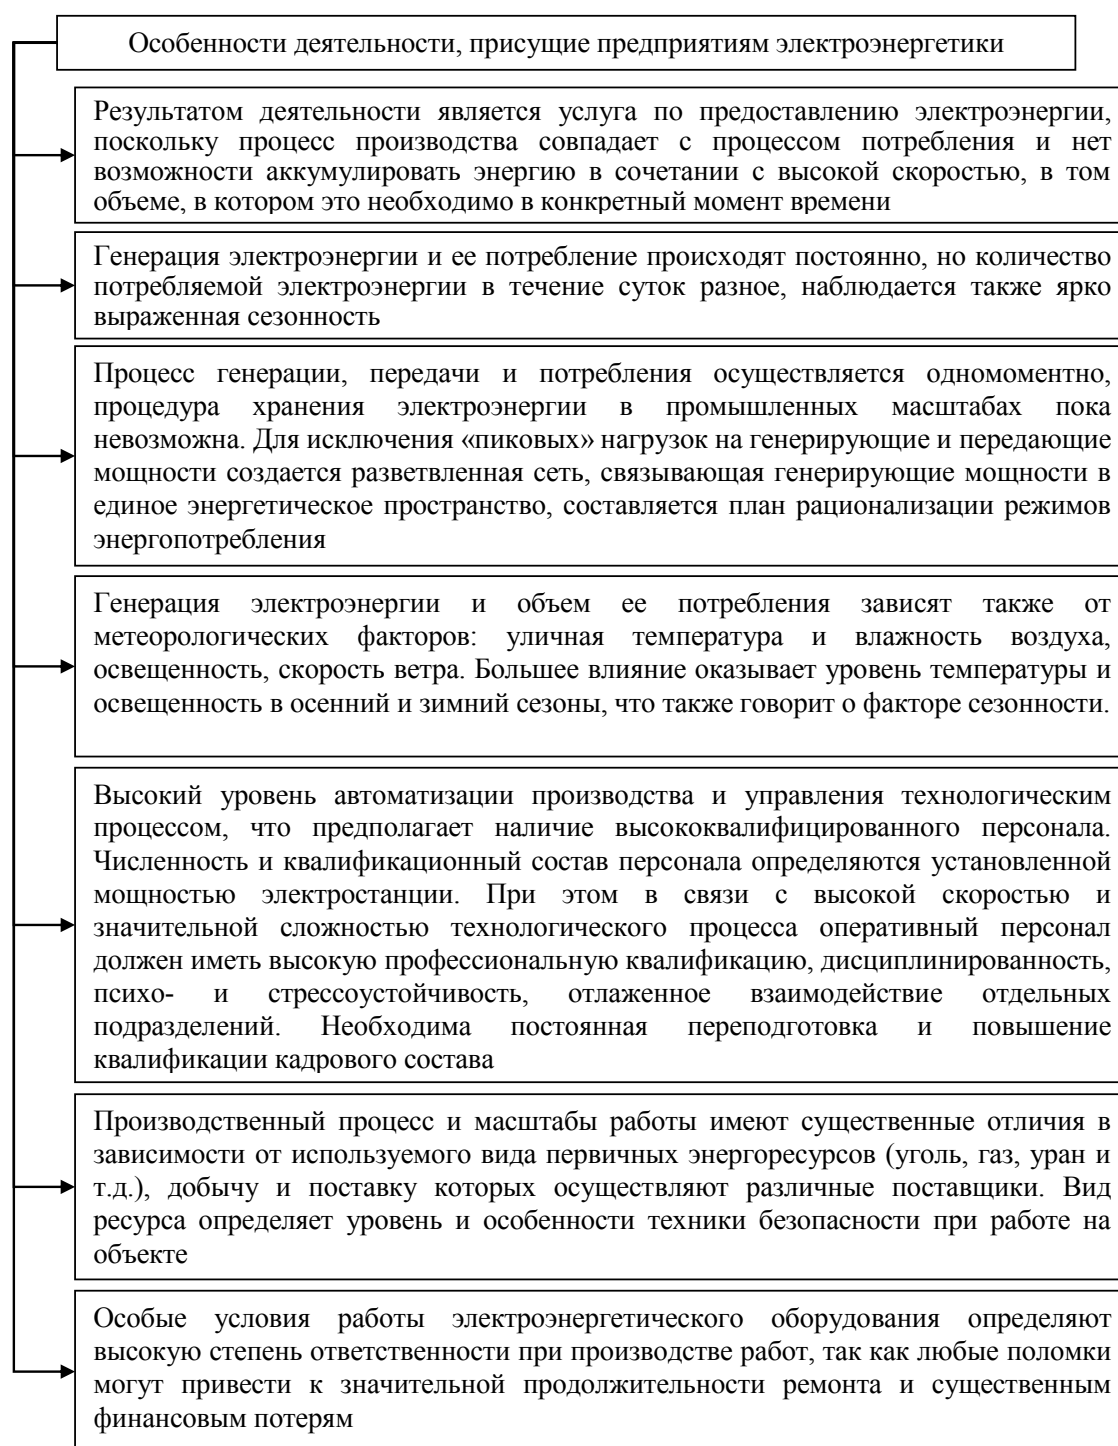 Особенности деятельности, присущие предприятиям электроэнергетики
Результатом деятельности является услуга по предоставлению электроэнергии,
поскольку процесс производства совпадает с процессом потребления и нет
возможности аккумулировать энергию в сочетании с высокой скоростью, в том
объеме, в котором это необходимо в конкретный момент времени
Генерация электроэнергии и ее потребление происходят постоянно, но количество
потребляемой электроэнергии в течение суток разное, наблюдается также ярко
выраженная сезонность
Процесс генерации, передачи и потребления осуществляется одномоментно,
процедура хранения электроэнергии в промышленных масштабах пока
невозможна. Для исключения «пиковых» нагрузок на генерирующие и передающие
мощности создается разветвленная сеть, связывающая генерирующие мощности в
единое энергетическое пространство, составляется план рационализации режимов
энергопотребления
Генерация электроэнергии и объем ее потребления зависят также от
метеорологических факторов: уличная температура и влажность воздуха,
освещенность, скорость ветра. Большее влияние оказывает уровень температуры и
освещенность в осенний и зимний сезоны, что также говорит о факторе сезонности.
Высокий уровень автоматизации производства и управления технологическим
процессом, что предполагает наличие высококвалифицированного персонала.
Численность и квалификационный состав персонала определяются установленной
мощностью электростанции. При этом в связи с высокой скоростью и
значительной сложностью технологического процесса оперативный персонал
должен иметь высокую профессиональную квалификацию, дисциплинированность,
психо- и стрессоустойчивость, отлаженное взаимодействие отдельных
подразделений. Необходима постоянная переподготовка и повышение
квалификации кадрового состава
Производственный процесс и масштабы работы имеют существенные отличия в
зависимости от используемого вида первичных энергоресурсов (уголь, газ, уран и
т.д.), добычу и поставку которых осуществляют различные поставщики. Вид
ресурса определяет уровень и особенности техники безопасности при работе на
объекте
Особые условия работы электроэнергетического оборудования определяют
высокую степень ответственности при производстве работ, так как любые поломки
могут привести к значительной продолжительности ремонта и существенным
финансовым потерям